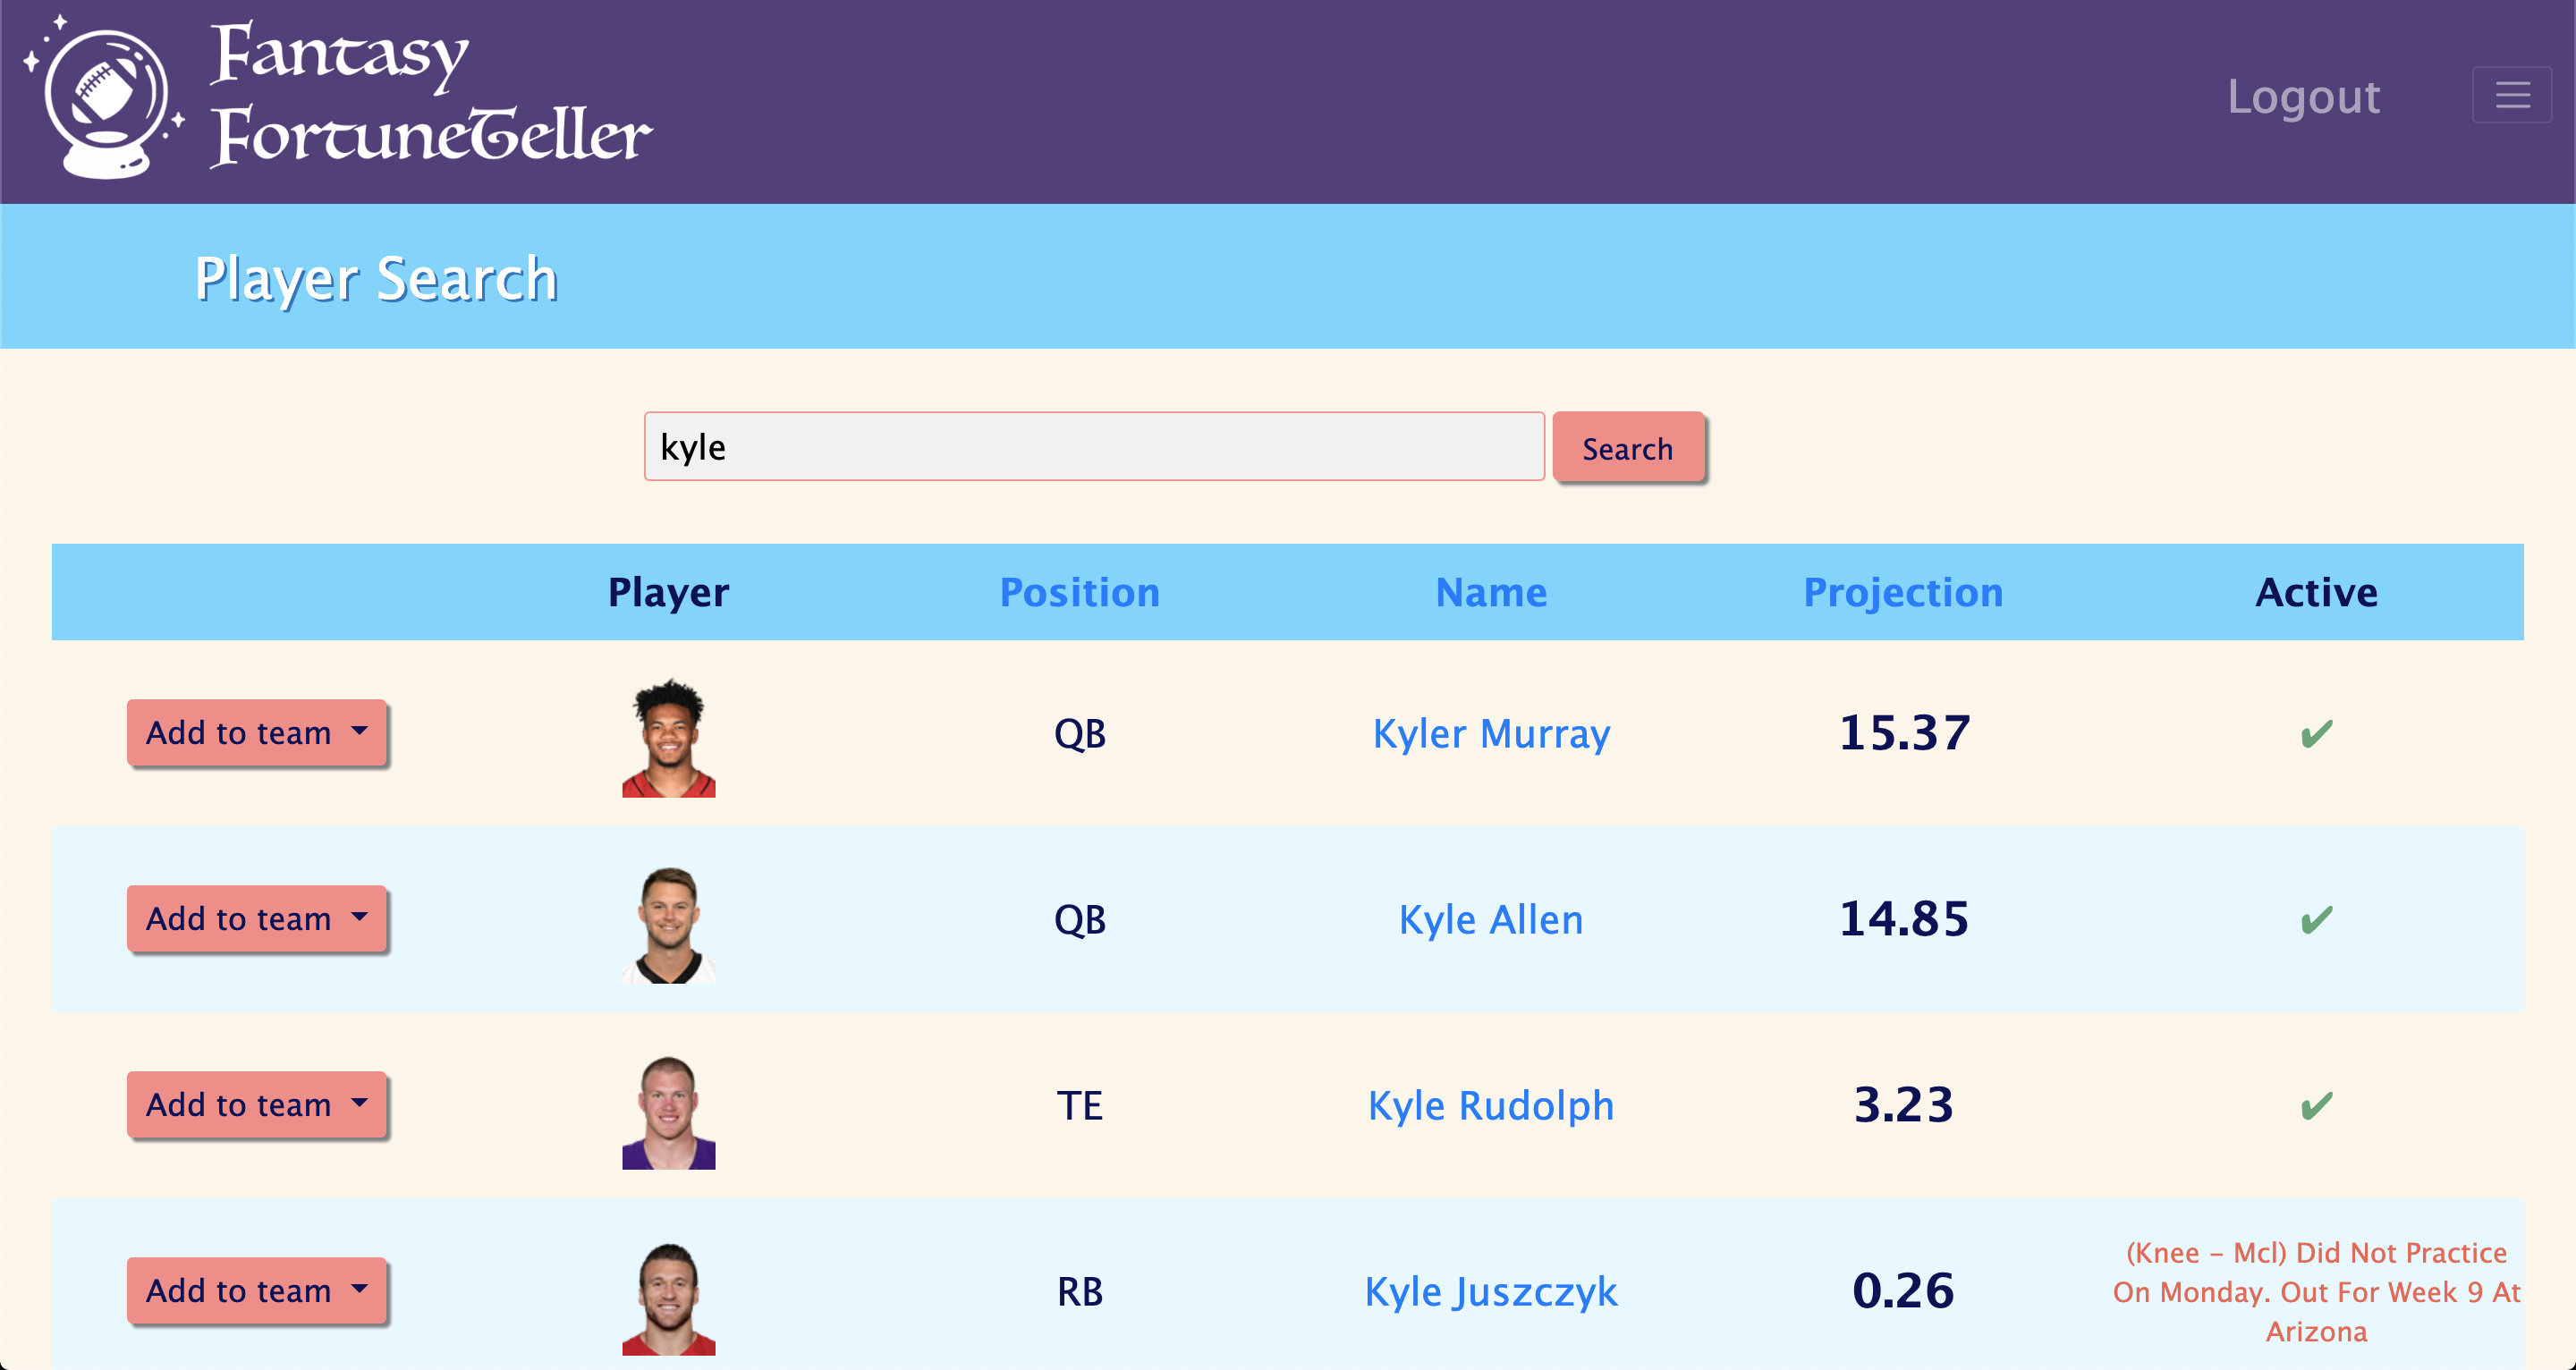 Fantasy
FortuneTeller
Logout
Player Search
kyle
Search
Player Position Name Projection Active
Add to team QB Kyler Murray 15.37 ✔
Add to team QB Kyle Allen 14.85 ✔
Add to team TE Kyle Rudolph 3.23 ✔
Add to team RB Kyle Juszczyk 0.26
(Knee - Mcl) Did Not Practice
On Monday. Out For Week 9 At
Arizona